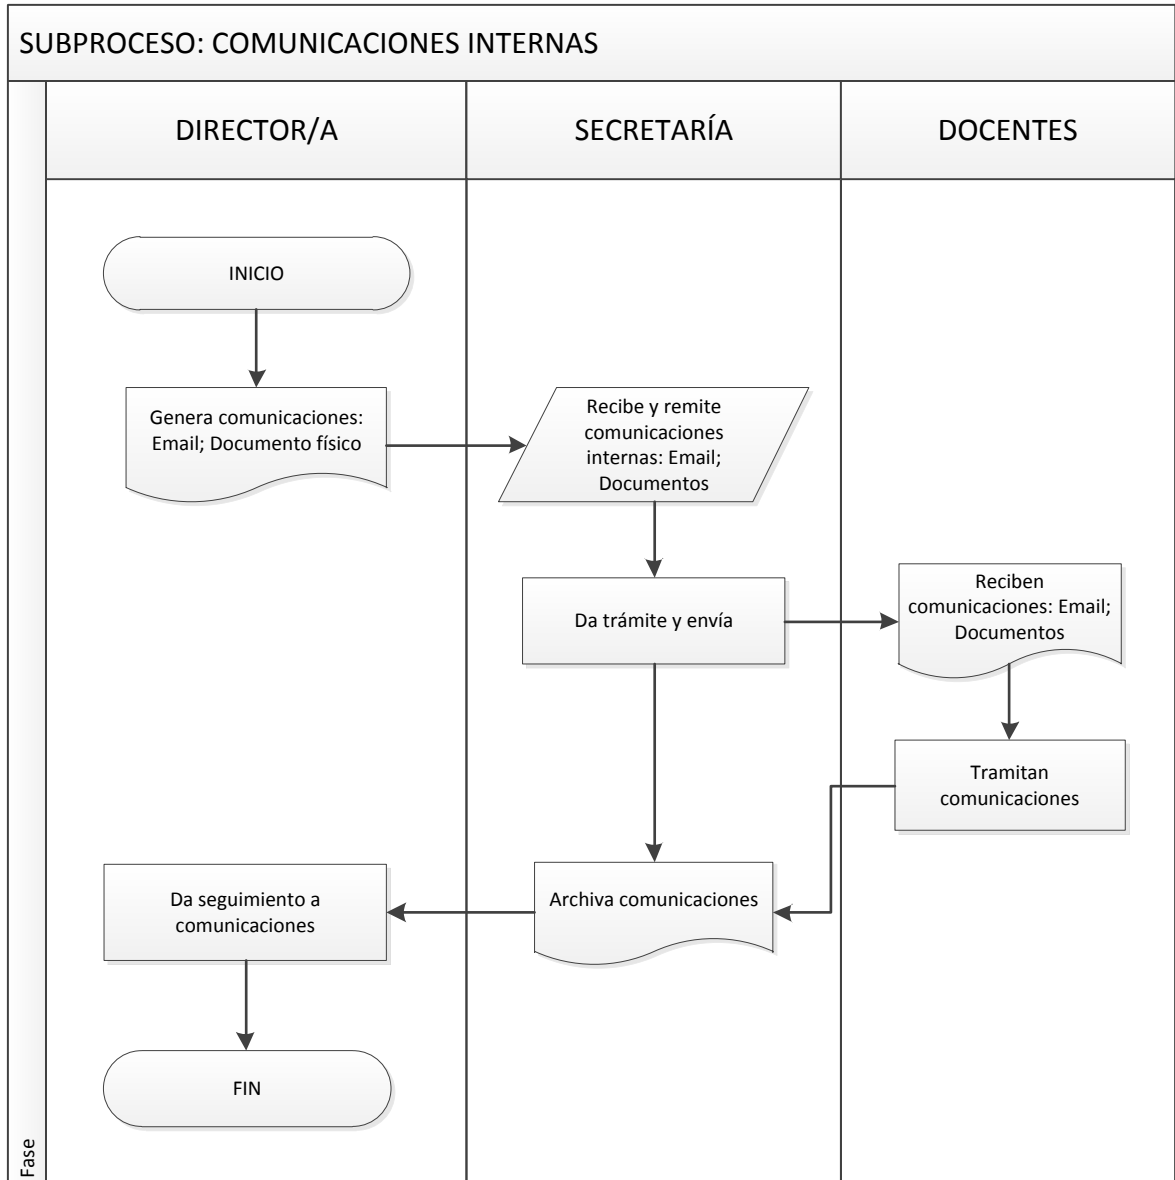 SUBPROCESO: COMUNICACIONES INTERNAS
DIRECTOR/A
SECRETARÍA
DOCENTES
INICIO
Genera comunicaciones:
Email; Documento físico
Recibe y remite
comunicaciones
internas: Email;
Documentos
Da trámite y envía
Reciben
comunicaciones: Email;
Documentos
Tramitan
comunicaciones
Archiva comunicaciones
Da seguimiento a
comunicaciones
FIN
Fase